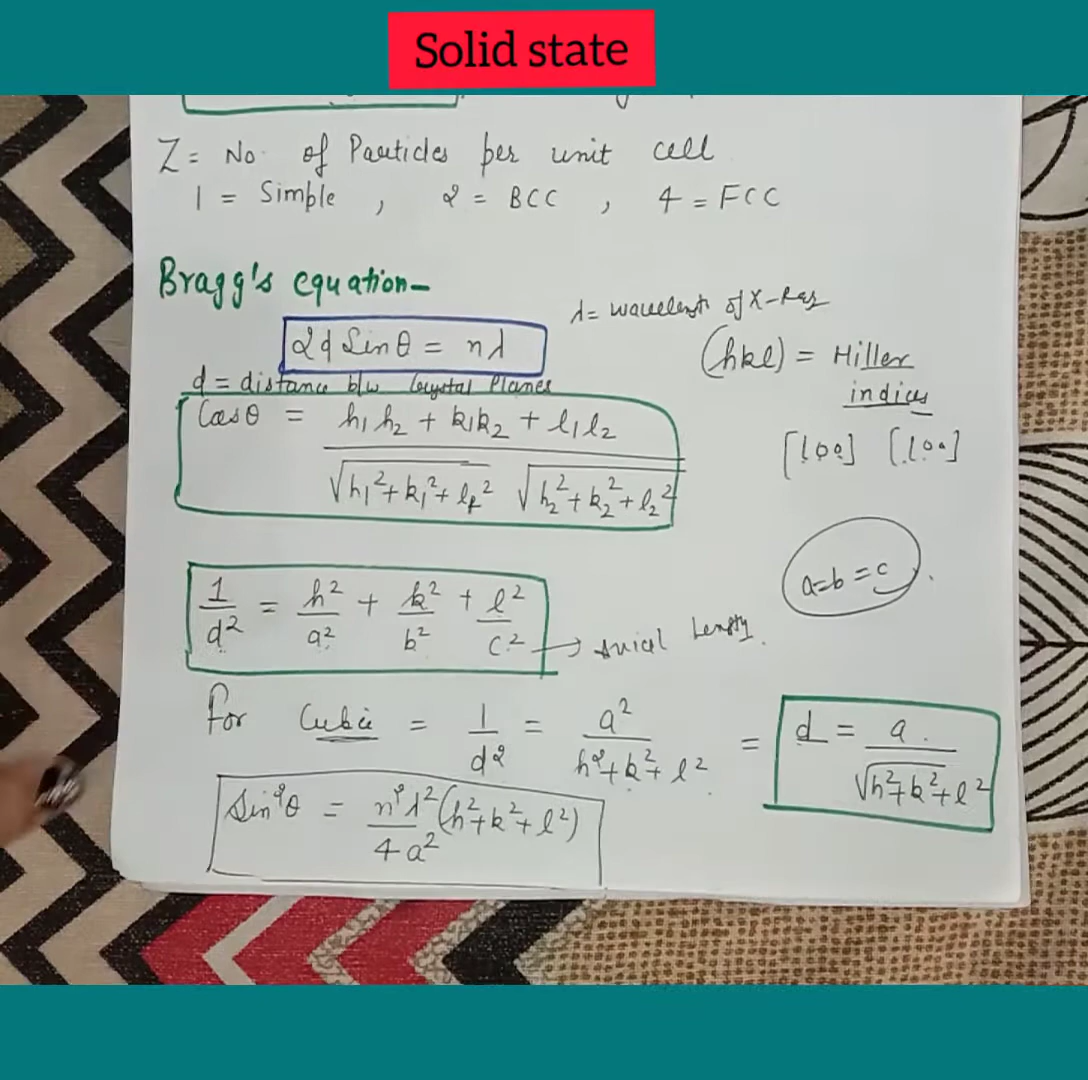 Solid state
Z = No. of Particles per unit cell
1 = Simple , 2 = BCC , 4 = FCC
Bragg's equation-
λ = wavelength of X-Ray
2d Sinθ = nλ
(hkl) = Miller
indices
d = distance b/w Crystal Planes
Cosθ = h₁h₂ + k₁k₂ + l₁l₂
√h₁²+k₁²+l₁² √h₂²+k₂²+l₂²
[100] [100]
a=b=c
1/d² = h²/a² + k²/b² + l²/c² → axial
For Cubic = 1/d² = a²/h²+k²+l² = d = a/√h²+k²+l²
Sin²θ = n²λ²/4a² (h²+k²+l²)